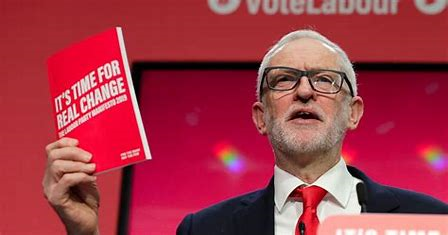 VoteLabour
IT'S TIME FOR
REAL CHANGE
THE LABOUR PARTY MANIFESTO 2019
IT'S TIME